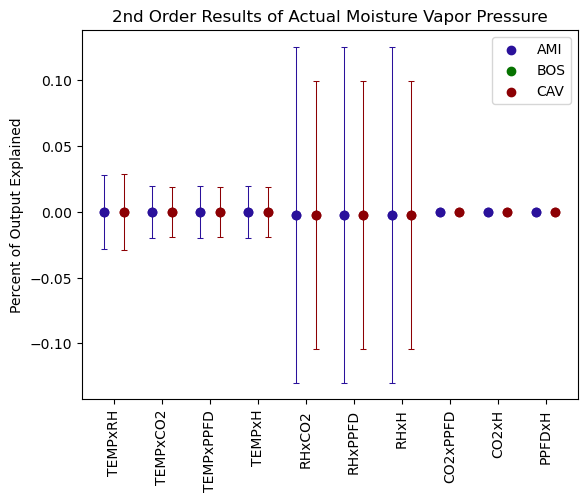 2nd Order Results of Actual Moisture Vapor Pressure
Percent of Output Explained
0.10
0.05
0.00
−0.05
−0.10
AMI
BOS
CAV
TEMPxRH
TEMPxCO2
TEMPxPPFD
TEMPxH
RHxCO2
RHxPPFD
RHxH
CO2xPPFD
CO2xH
PPFDxH